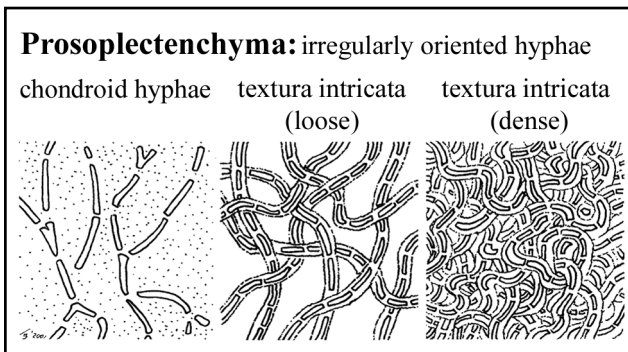 Prosoplectenchyma: irregularly oriented hyphae
chondroid hyphae textura intricata textura intricata
(loose) (dense)